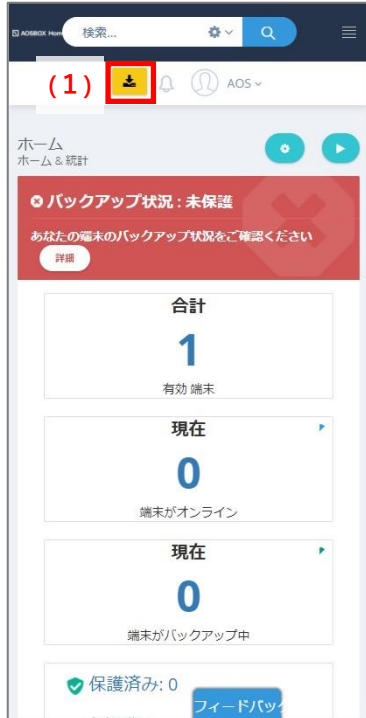 AOSBOX Hom
検索...
(1)
AOS
ホーム
ホーム & 統計
バックアップ状況 : 未保護
あなたの端末のバックアップ状況をご確認ください
詳細
合計
1
有効 端末
現在
0
端末がオンライン
現在
0
端末がバックアップ中
保護済み: 0
フィードバック